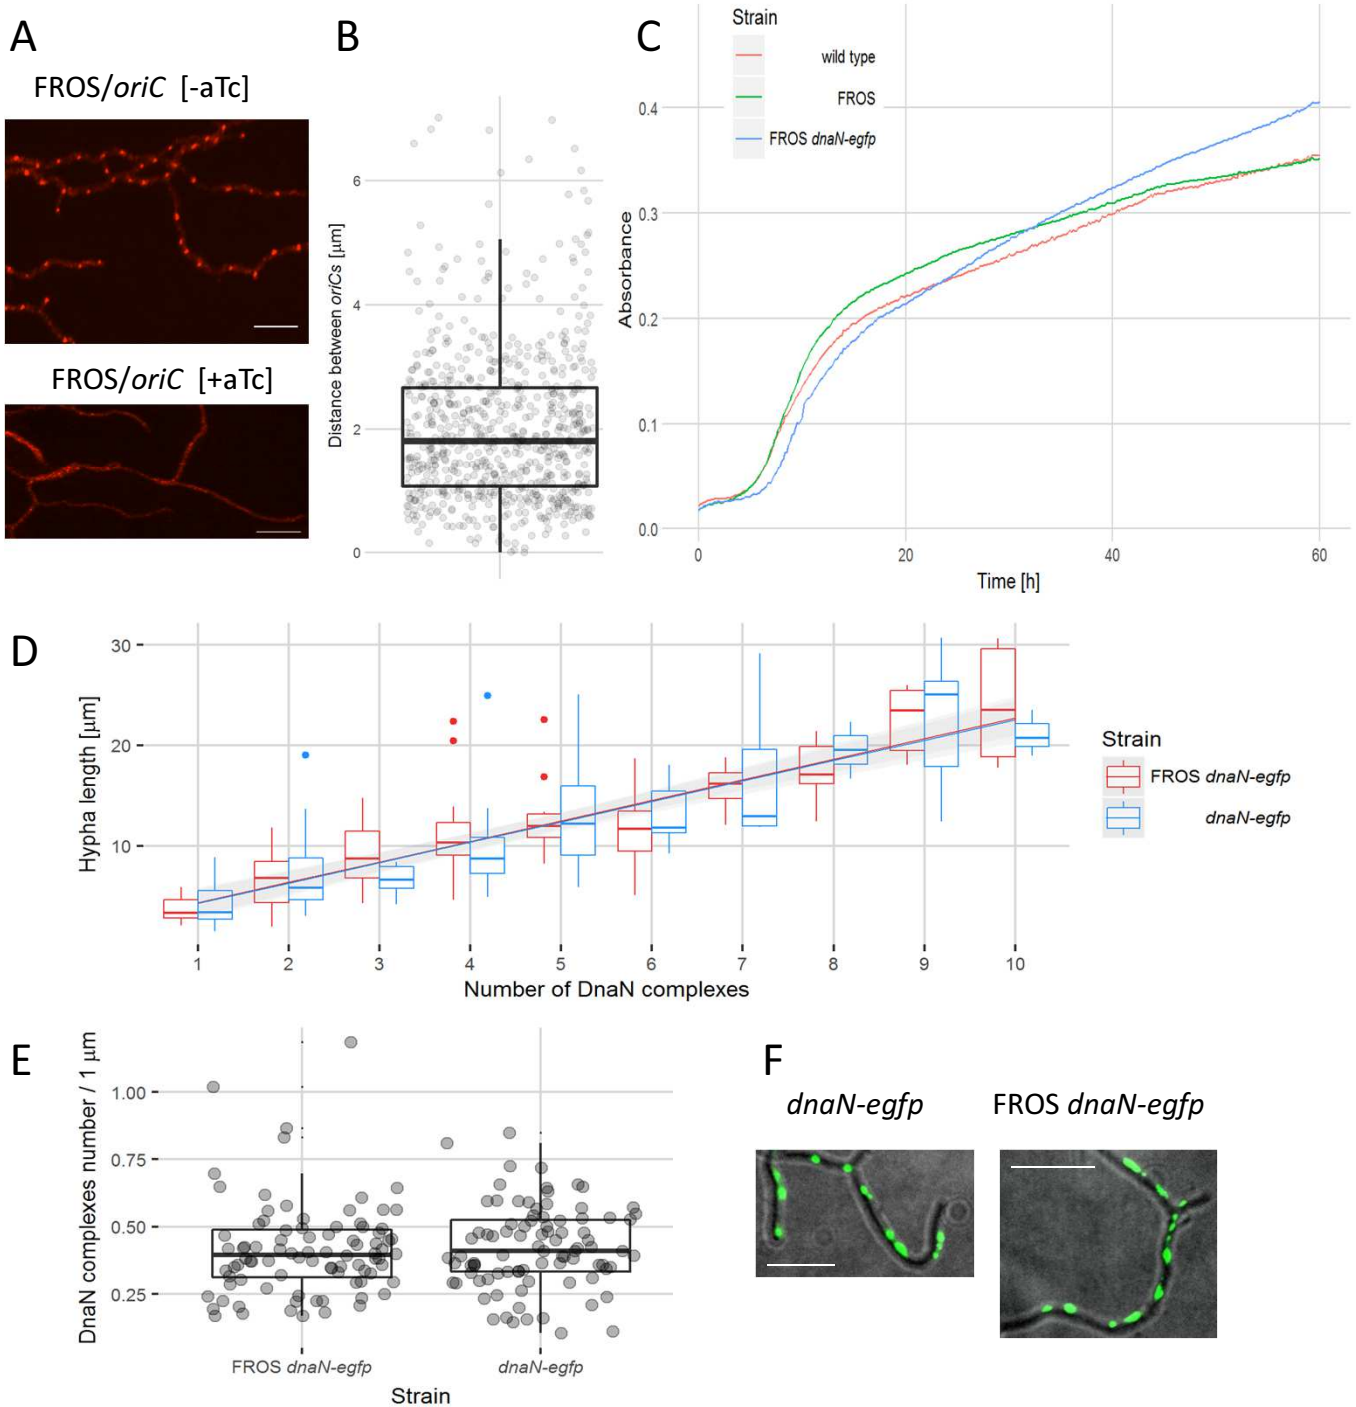 A
FROS/oriC [-aTc]
FROS/oriC [+aTc]
B
Distance between oriCs [µm]
6
4
2
0
C
Strain
wild type
FROS
FROS dnaN-egfp
Absorbance
0.4
0.3
0.2
0.1
0.0
0
20
40
60
Time [h]
D
Hypha length [µm]
30
20
10
1
2
3
4
5
6
7
8
9
10
Number of DnaN complexes
Strain
FROS dnaN-egfp
dnaN-egfp
E
DnaN complexes number / 1 µm
1.00
0.75
0.50
0.25
FROS dnaN-egfp
dnaN-egfp
Strain
F
dnaN-egfp
FROS dnaN-egfp